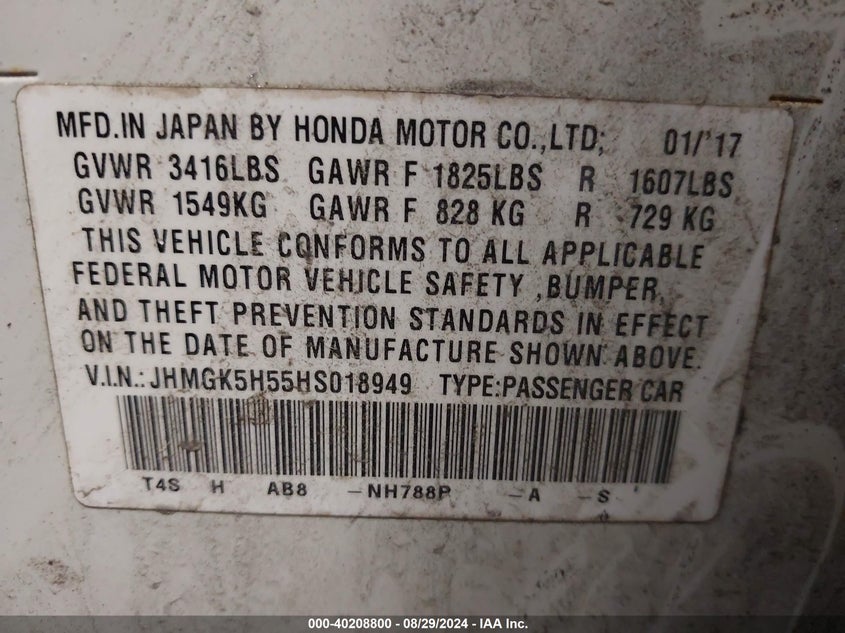 MFD.IN JAPAN BY HONDA MOTOR CO.,LTD; 01/'17
GVWR 3416LBS GAWR F 1825LBS R 1607LBS
GVWR 1549KG GAWR F 828 KG R 729 KG
THIS VEHICLE CONFORMS TO ALL APPLICABLE
FEDERAL MOTOR VEHICLE SAFETY ,BUMPER,
AND THEFT PREVENTION STANDARDS IN EFFECT
ON THE DATE OF MANUFACTURE SHOWN ABOVE.
V.I.N.: JHMGK5H55HS018949 TYPE:PASSENGER CAR
T4S H AB8 -NH788P -A -S
000-40208800 - 08/29/2024 - IAA Inc.